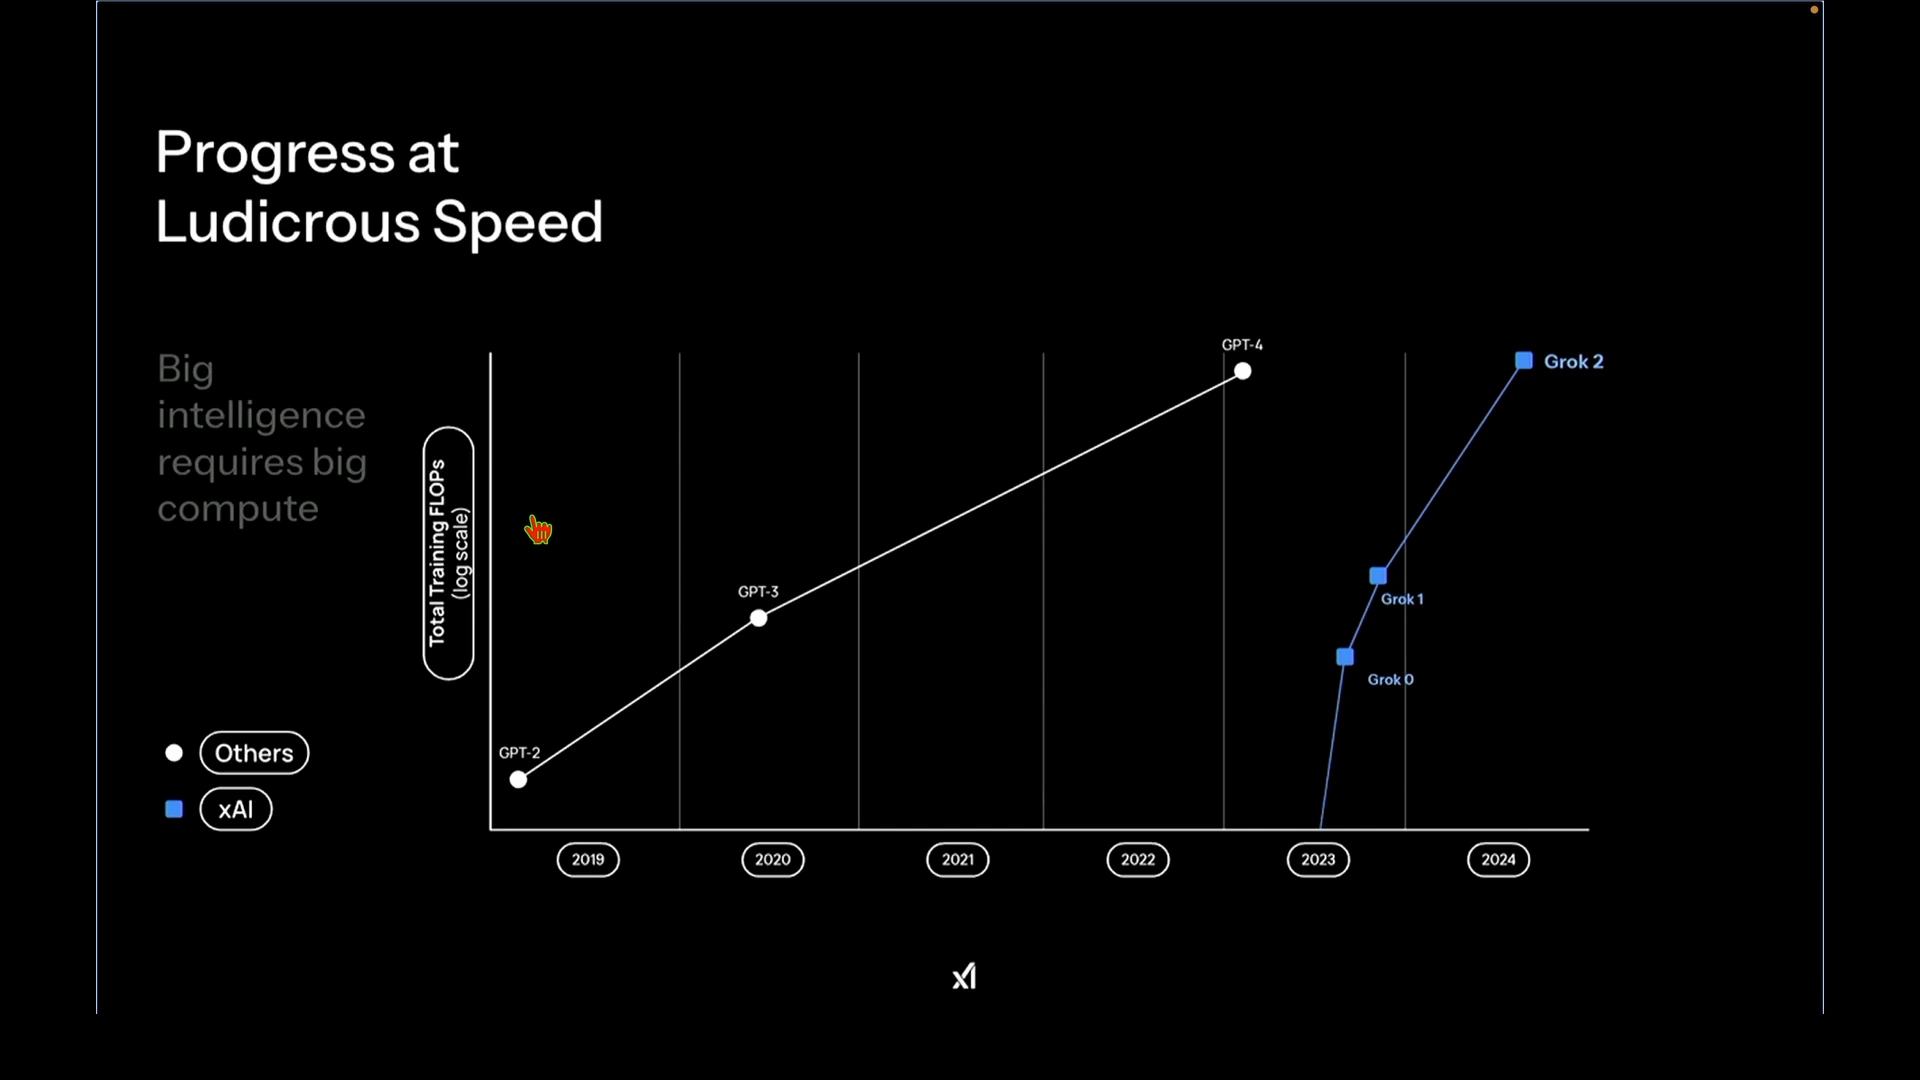 Progress at
Ludicrous Speed
Big
intelligence
requires big
compute
Total Training FLOPs
(log scale)
GPT-2
GPT-3
GPT-4
Grok 0
Grok 1
Grok 2
Others
xAI
2019
2020
2021
2022
2023
2024
xI